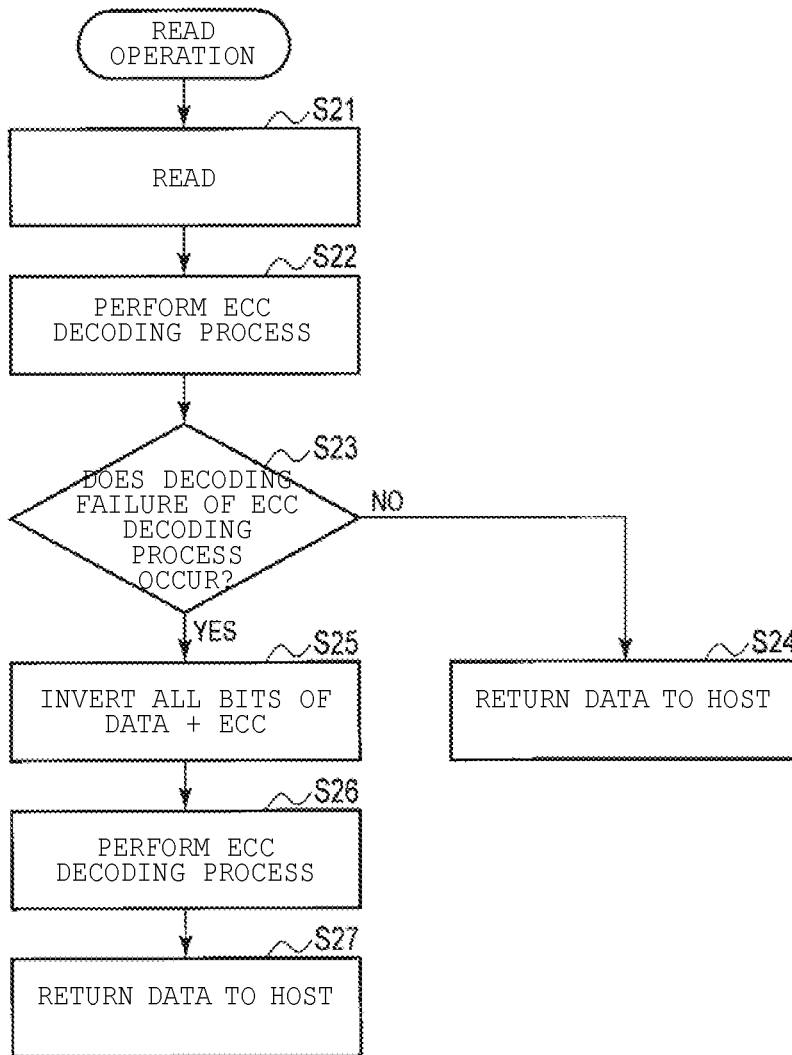 READ
OPERATION
S21
READ
S22
PERFORM ECC
DECODING PROCESS
S23
DOES DECODING
FAILURE OF ECC
DECODING
PROCESS
OCCUR?
NO
YES
S25
INVERT ALL BITS OF
DATA + ECC
S24
RETURN DATA TO HOST
S26
PERFORM ECC
DECODING PROCESS
S27
RETURN DATA TO HOST